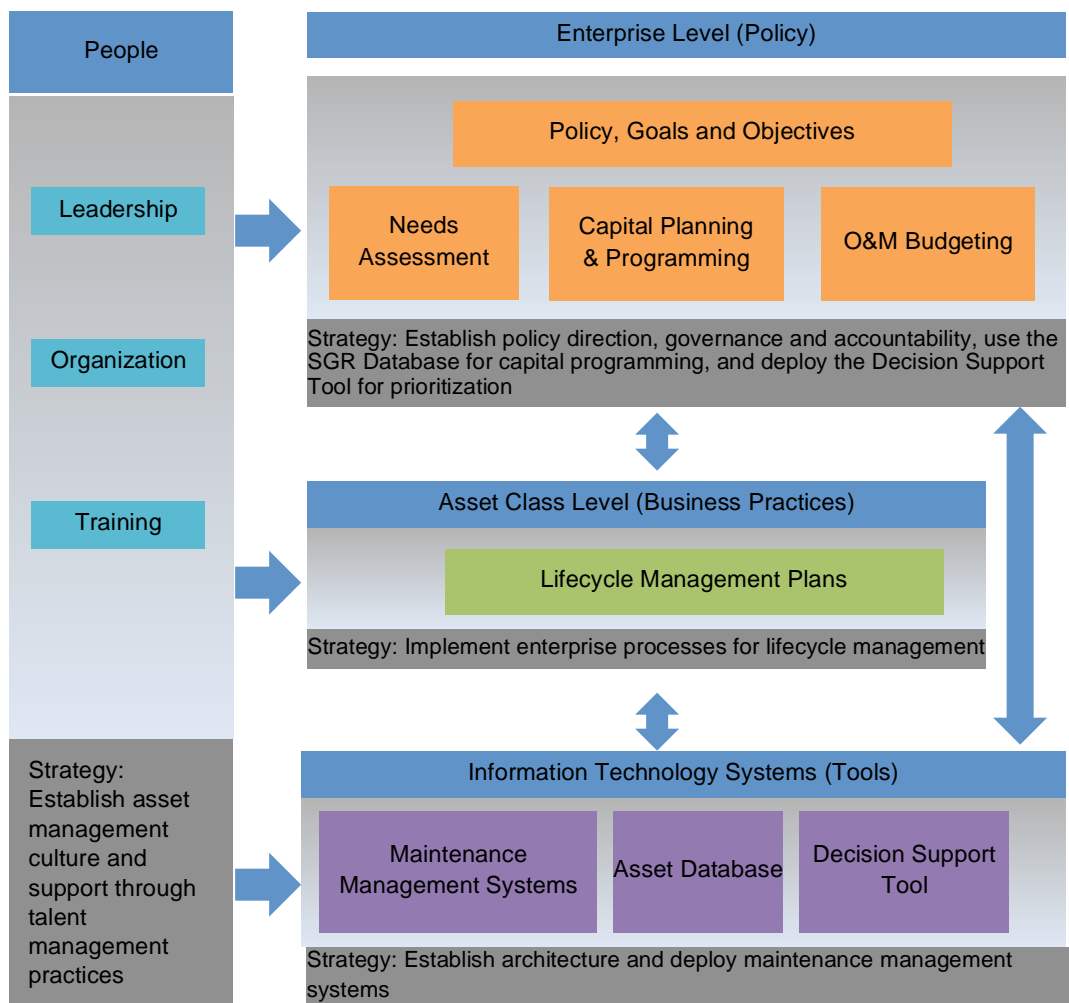 People
Leadership
Organization
Training
Strategy:
Establish asset
management
culture and
support through
talent
management
practices
Enterprise Level (Policy)
Policy, Goals and Objectives
Needs
Assessment
Capital Planning
& Programming
O&M Budgeting
Strategy: Establish policy direction, governance and accountability, use the
SGR Database for capital programming, and deploy the Decision Support
Tool for prioritization
Asset Class Level (Business Practices)
Lifecycle Management Plans
Strategy: Implement enterprise processes for lifecycle management
Information Technology Systems (Tools)
Maintenance
Management Systems
Asset Database
Decision Support
Tool
Strategy: Establish architecture and deploy maintenance management
systems